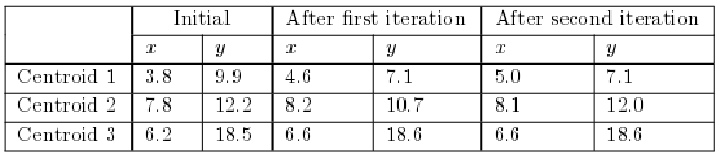 Initial After first iteration After second iteration
x y x y x y
Centroid 1 3.8 9.9 4.6 7.1 5.0 7.1
Centroid 2 7.8 12.2 8.2 10.7 8.1 12.0
Centroid 3 6.2 18.5 6.6 18.6 6.6 18.6